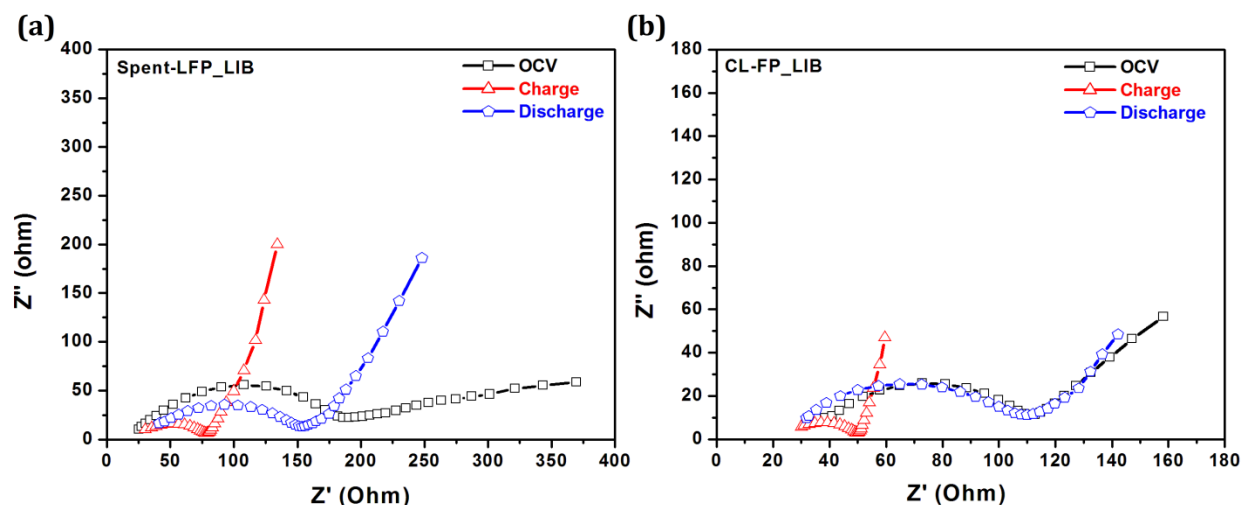 (a)
Spent-LFP_LIB
OCV
Charge
Discharge
400
350
300
250
200
150
100
50
0
Z'' (ohm)
0 50 100 150 200 250 300 350 400
Z' (Ohm)
(b)
CL-FP_LIB
OCV
Charge
Discharge
180
160
140
120
100
80
60
40
20
0
Z'' (ohm)
0 20 40 60 80 100 120 140 160 180
Z' (Ohm)